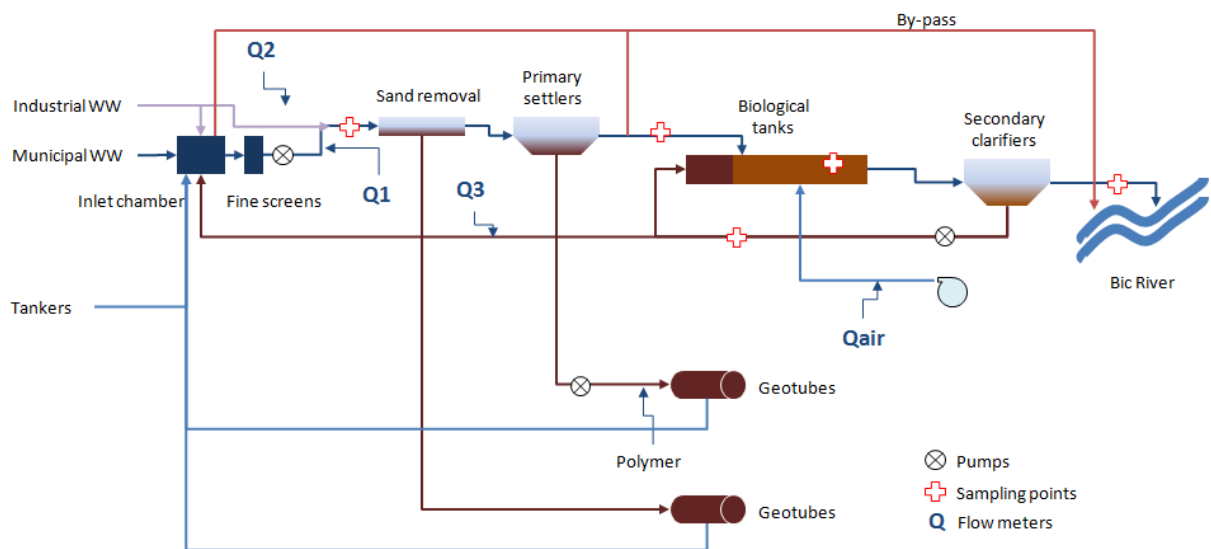 By-pass
Q2
Primary
settlers
Sand removal
Industrial WW
Biological
tanks
Secondary
clarifiers
Municipal WW
Inlet chamber
Fine screens
Q1
Q3
Bic River
Tankers
Qair
Geotubes
Polymer
Pumps
Sampling points
Geotubes
Q Flow meters